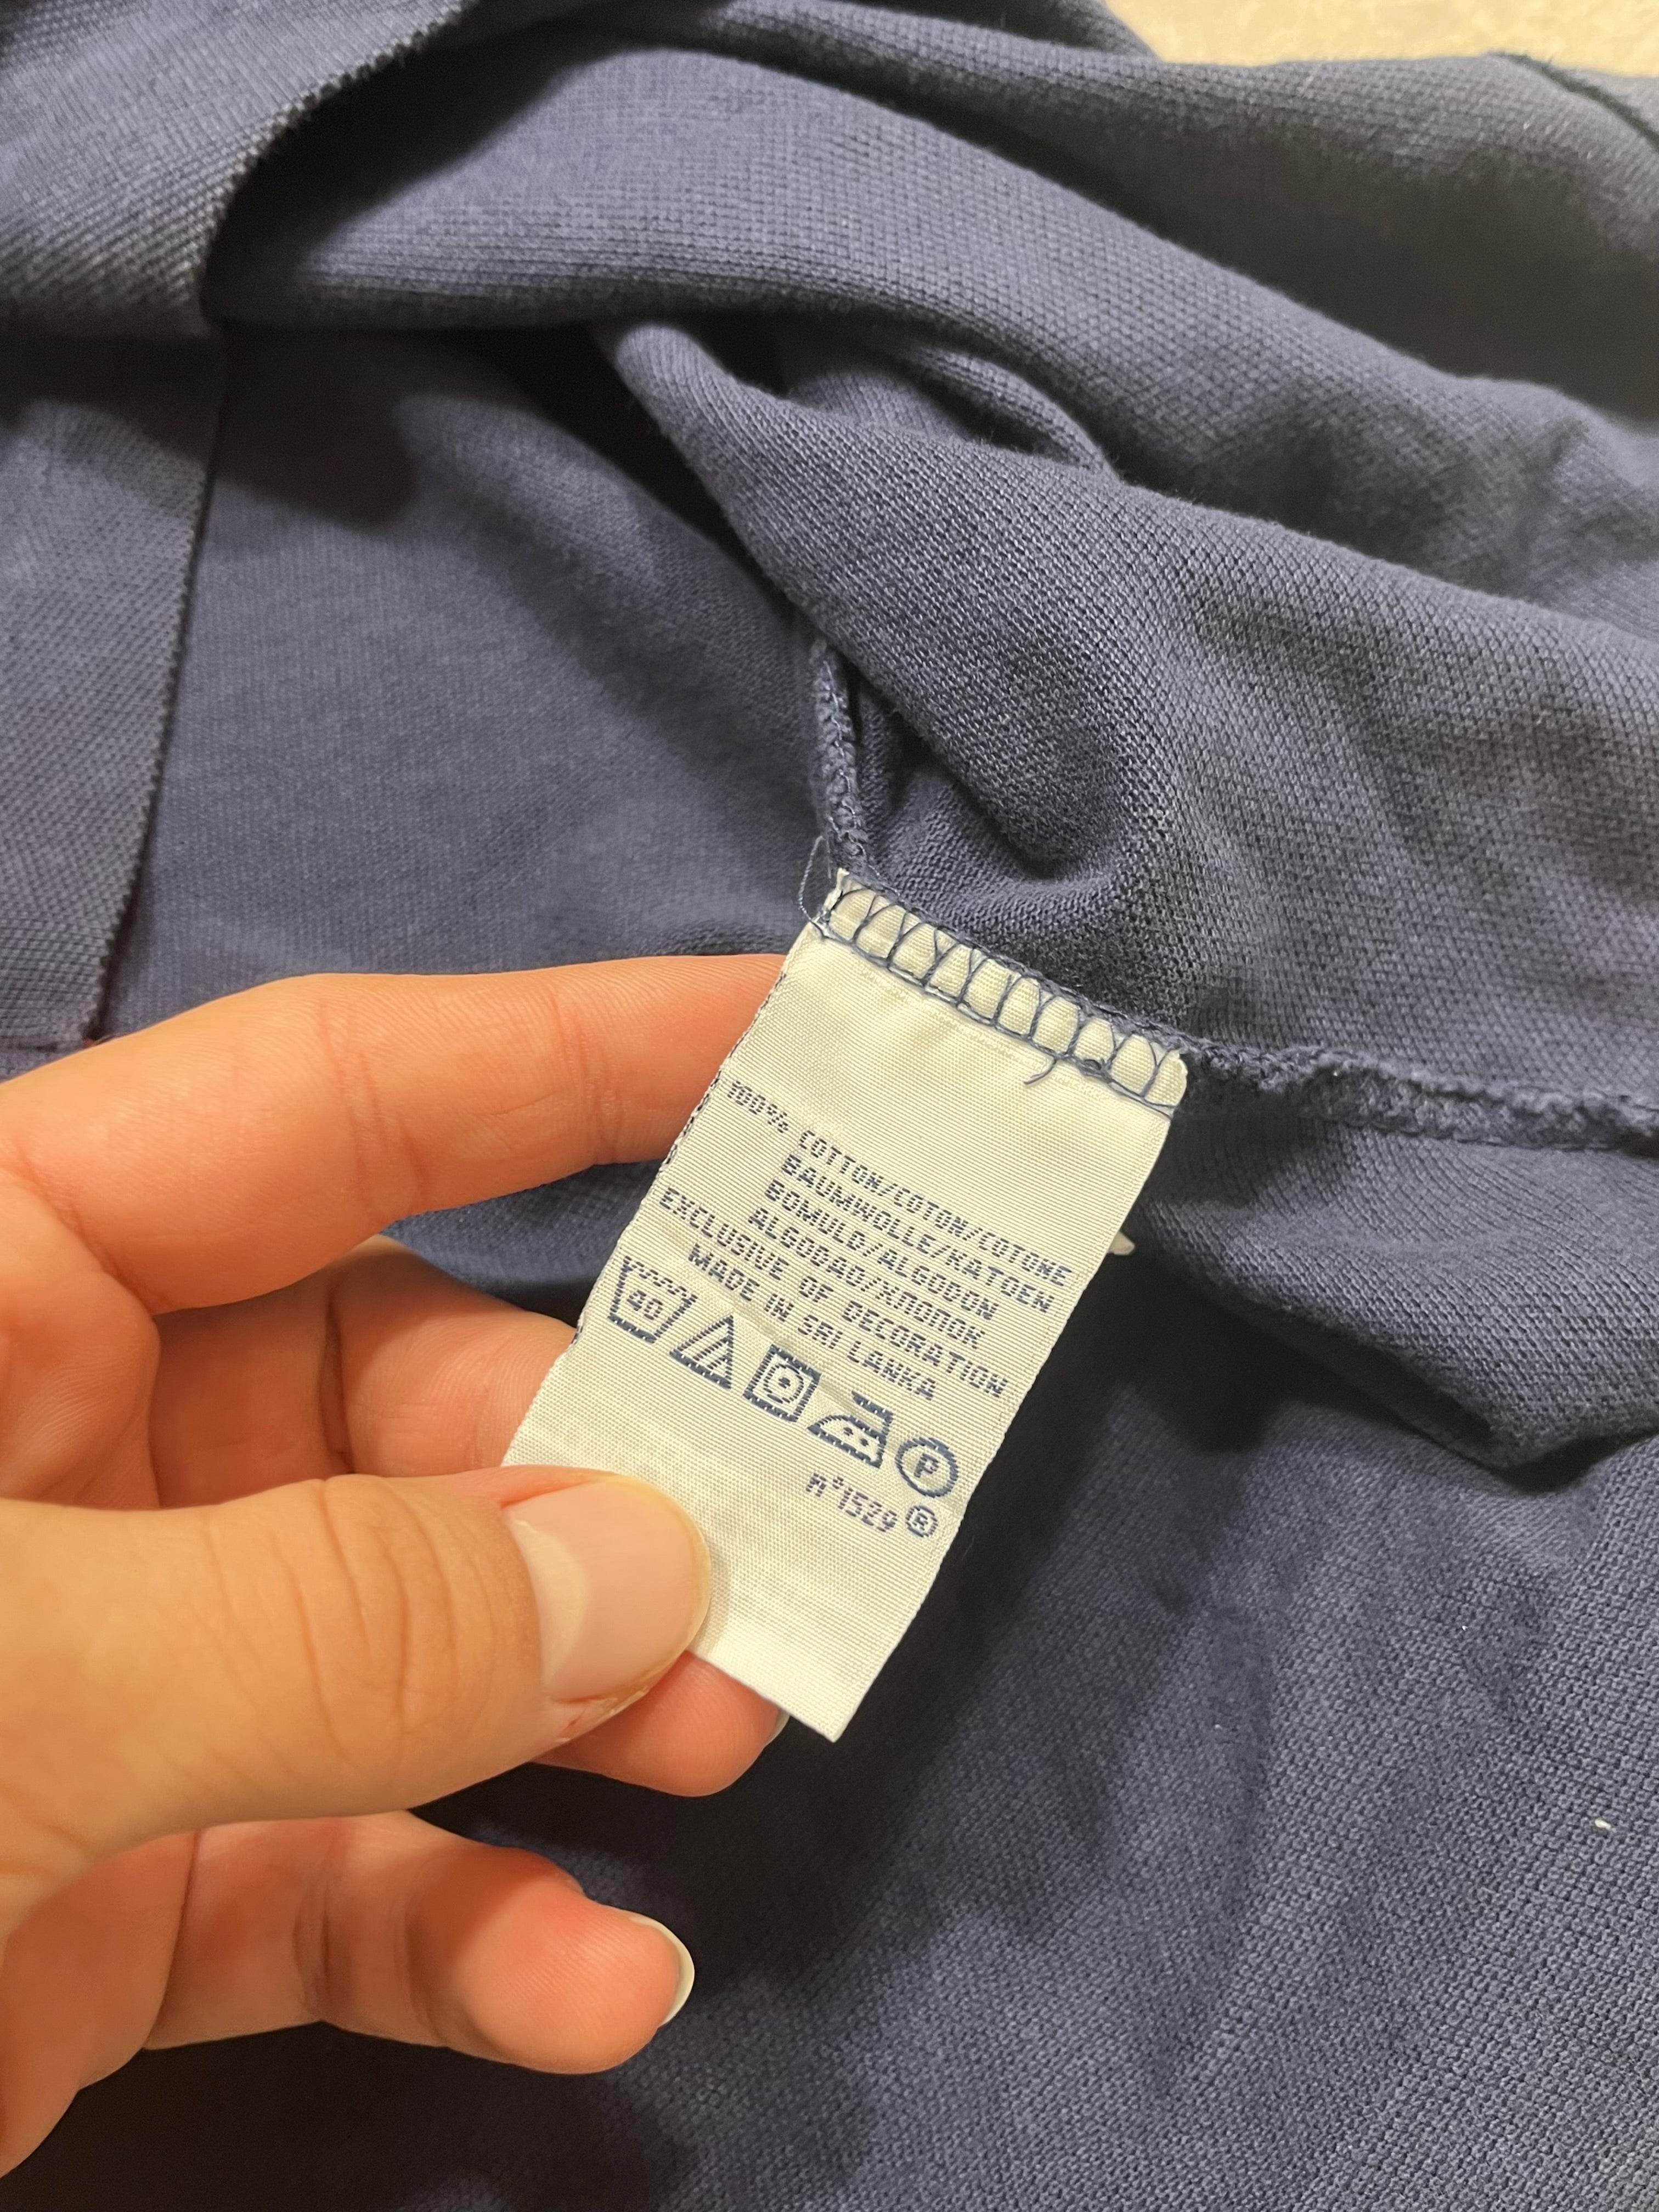 100% COTTON/COTON/COTONE
BAUMWOLLE/KATOEN
BOMULD/ALGODON
ALGODAO/ХЛОПОК
EXCLUSIVE OF DECORATION
MADE IN SRI LANKA
40
P
N°1529 ®